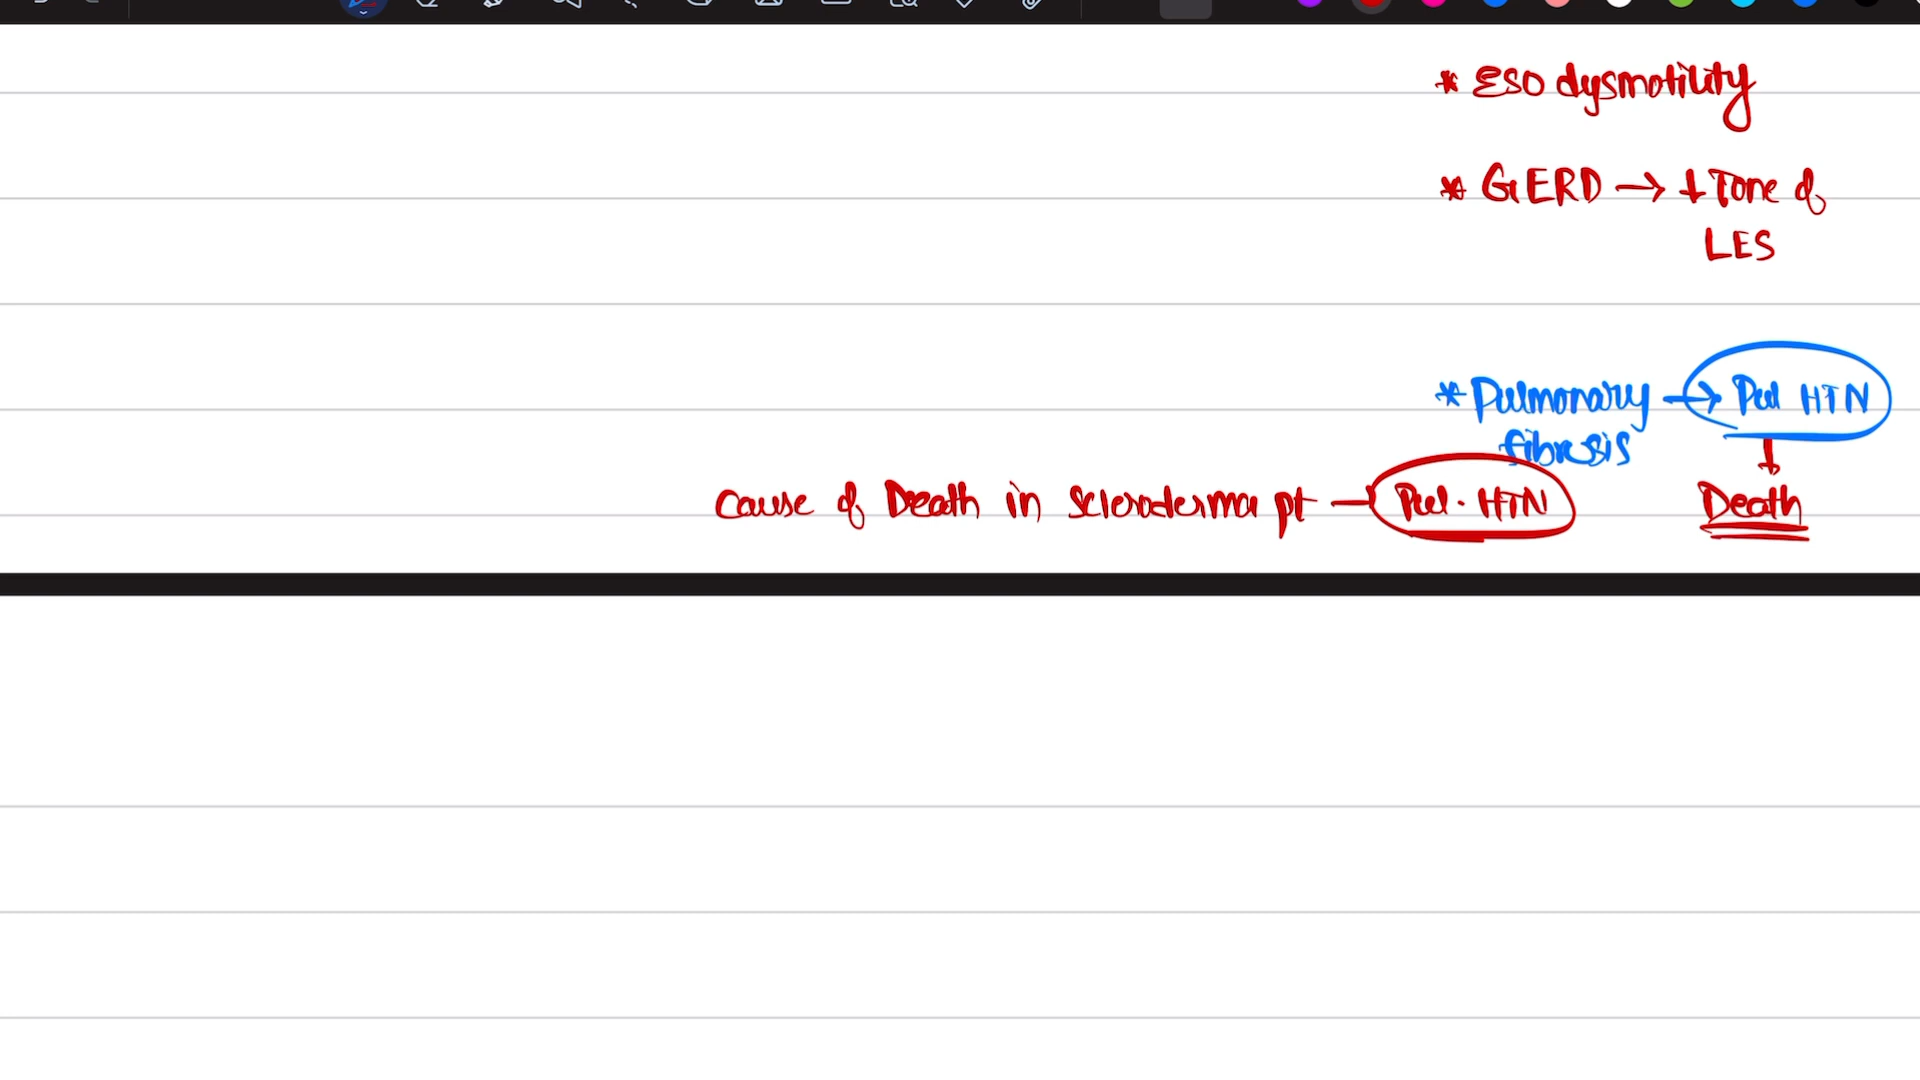 * Eso dysmotility
* GERD → ↓ Tone of
LES
* Pulmonary → Pul HTN
fibrosis
Cause of Death in Scleroderma pt — Pul. HTN
↓
Death